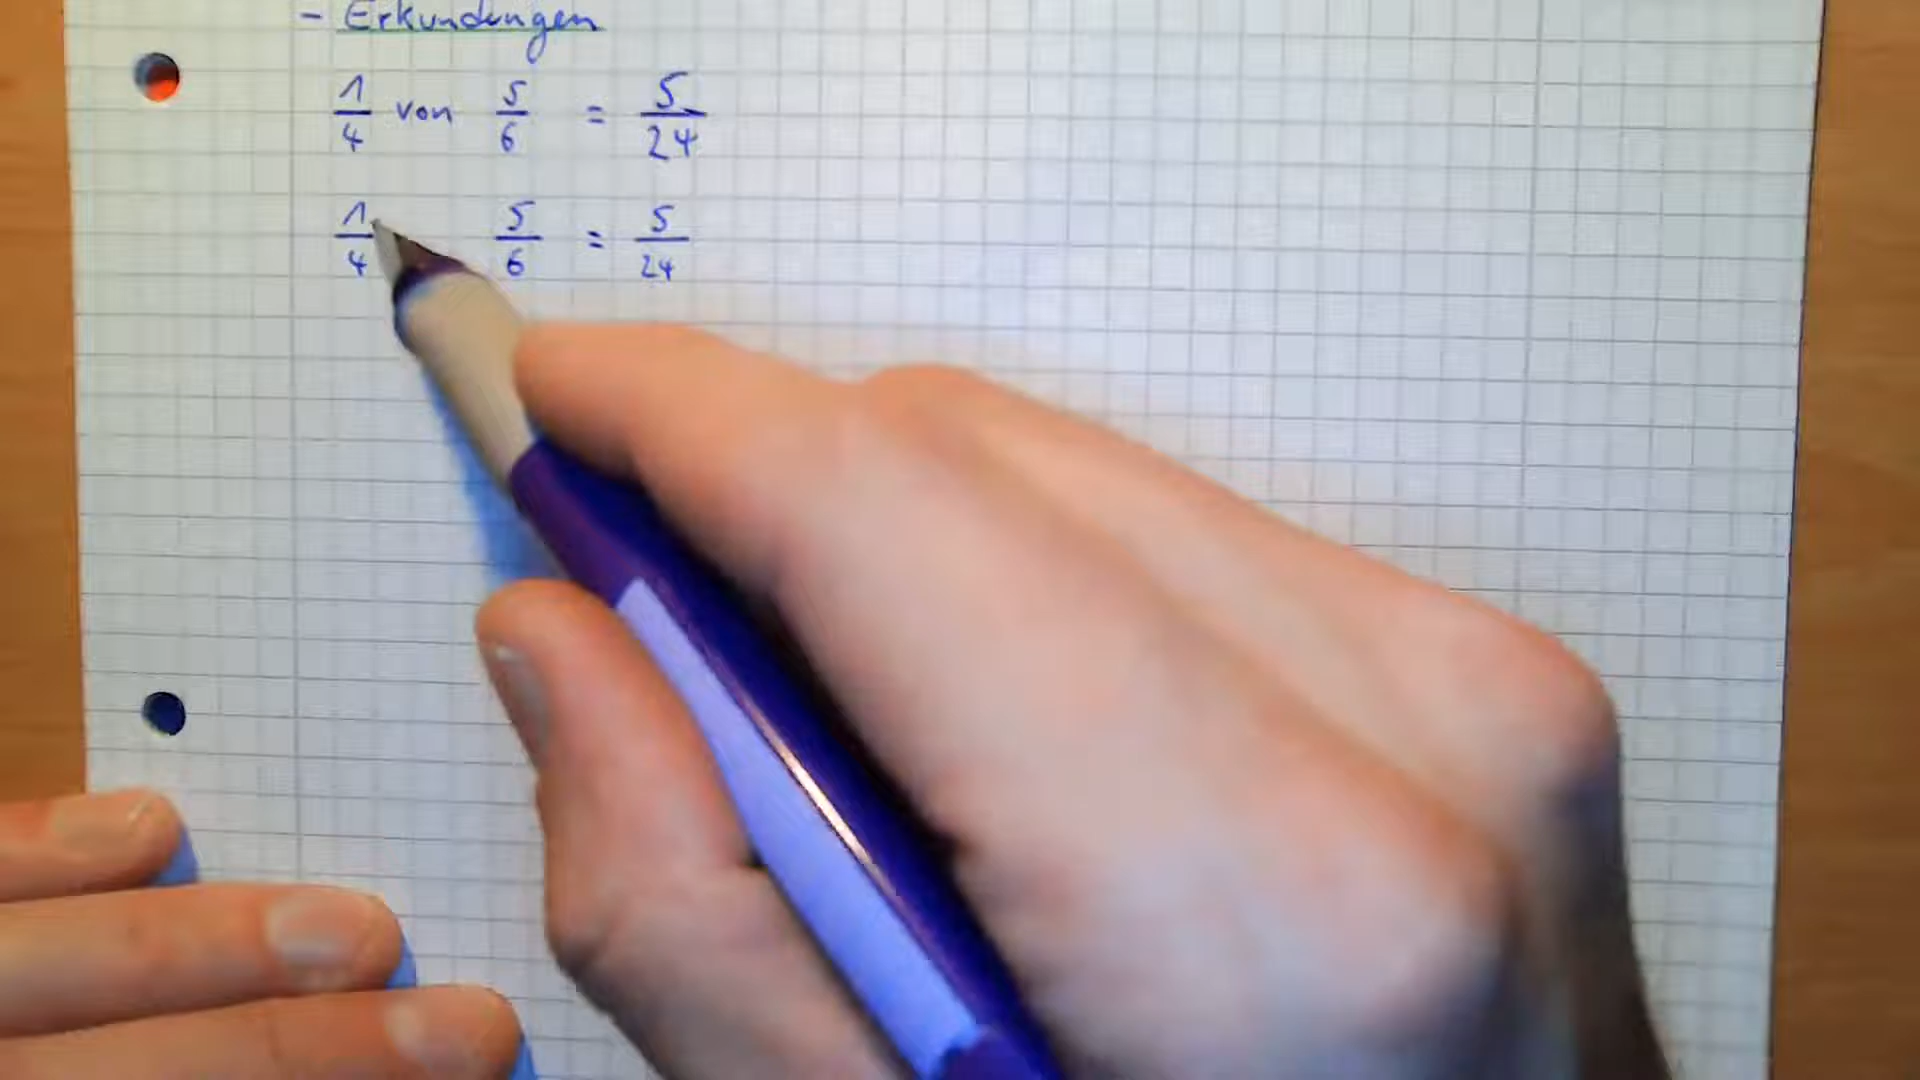 - Erkundungen
1/4 von 5/6 = 5/24
1/4 5/6 = 5/24